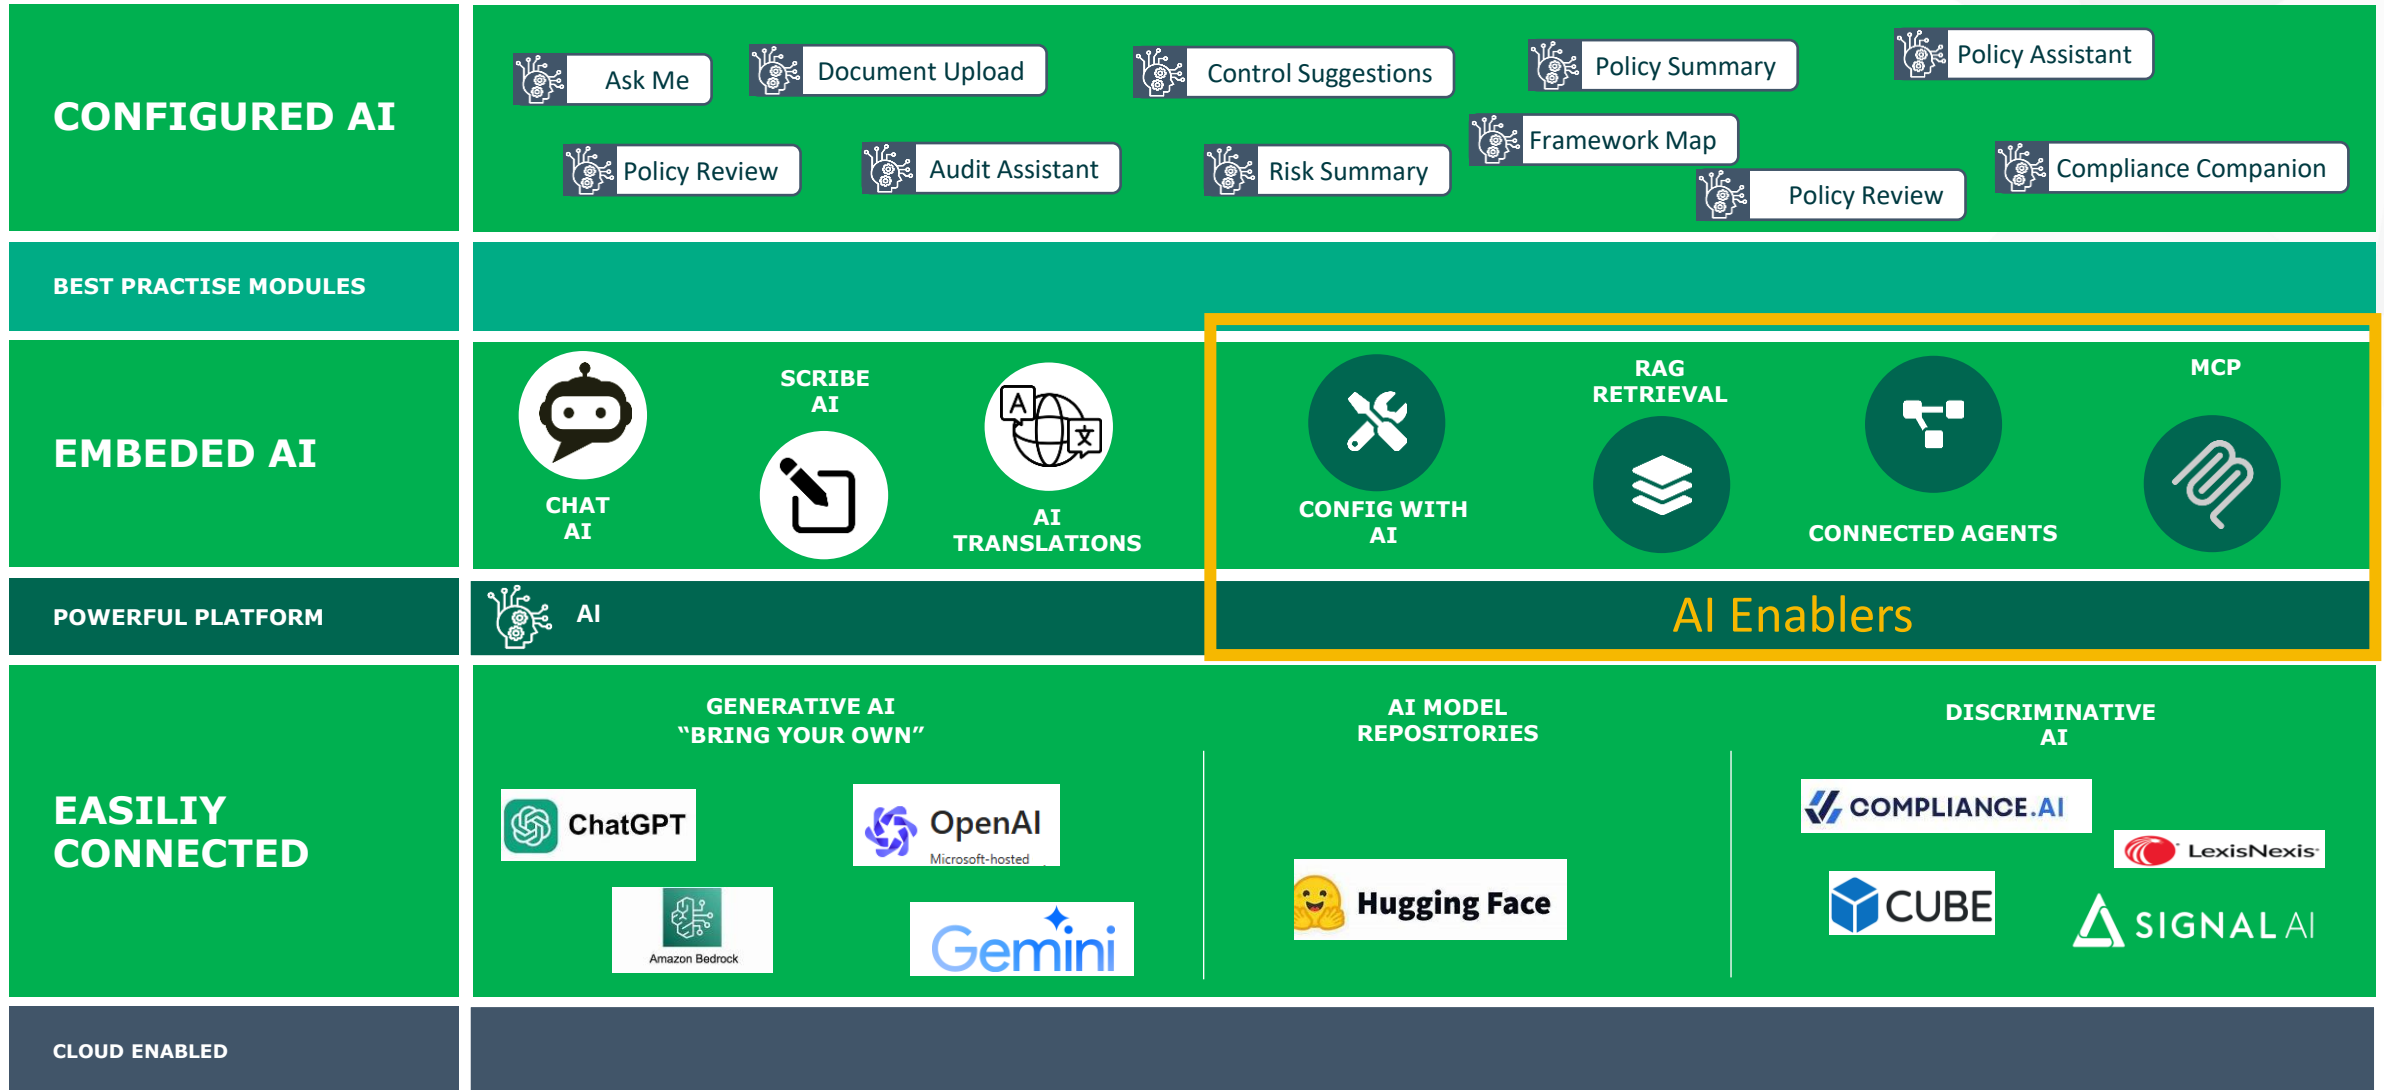 CONFIGURED AI
Ask Me
Document Upload
Control Suggestions
Policy Summary
Policy Assistant
Policy Review
Audit Assistant
Risk Summary
Framework Map
Policy Review
Compliance Companion
BEST PRACTISE MODULES
EMBEDED AI
CHAT
AI
SCRIBE
AI
A
文
AI
TRANSLATIONS
CONFIG WITH
AI
RAG
RETRIEVAL
CONNECTED AGENTS
MCP
POWERFUL PLATFORM
AI
AI Enablers
EASILIY
CONNECTED
GENERATIVE AI
“BRING YOUR OWN”
ChatGPT
OpenAI
Microsoft-hosted
Amazon Bedrock
Gemini
AI MODEL
REPOSITORIES
Hugging Face
DISCRIMINATIVE
AI
COMPLIANCE.AI
LexisNexis
CUBE
SIGNAL AI
CLOUD ENABLED